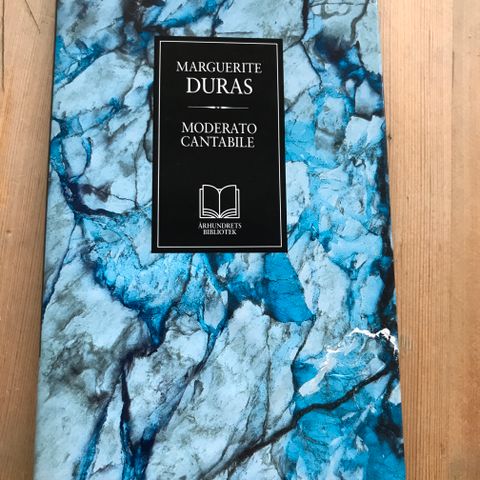 MARGUERITE
DURAS
MODERATO
CANTABILE
ÅRHUNDRETS
BIBLIOTEK